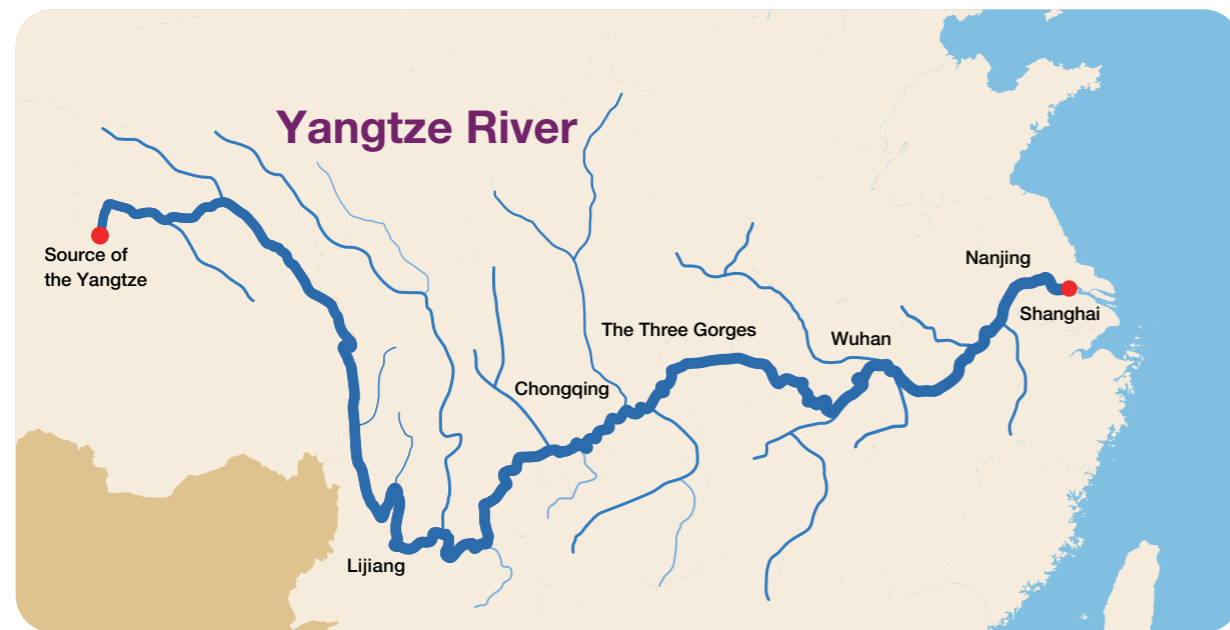 Yangtze River
Source of
the Yangtze
Nanjing
Shanghai
The Three Gorges
Wuhan
Chongqing
Lijiang